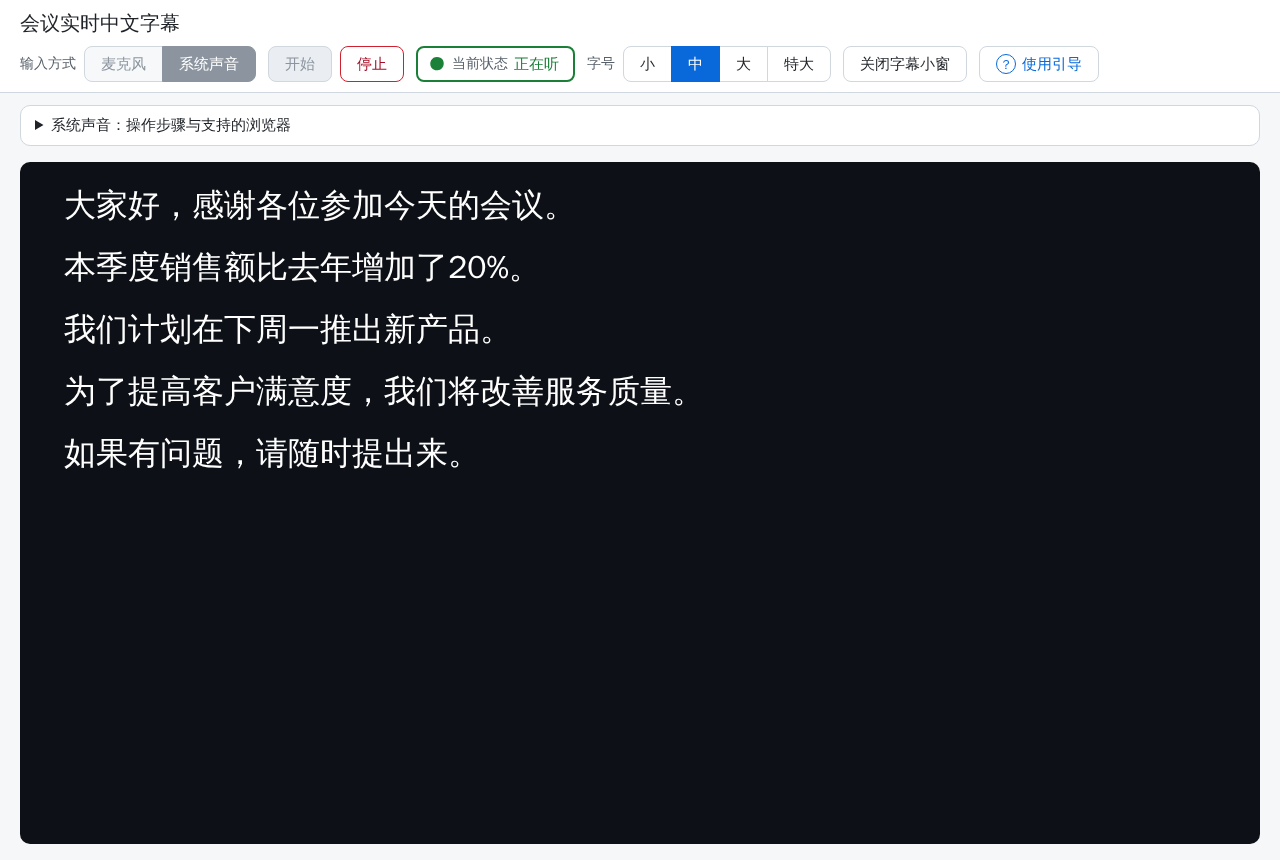 会议实时中文字幕
输入方式 麦克风 系统声音 开始 停止 当前状态 正在听 字号 小 中 大 特大 关闭字幕小窗 ? 使用引导
▶ 系统声音：操作步骤与支持的浏览器
大家好，感谢各位参加今天的会议。
本季度销售额比去年增加了20%。
我们计划在下周一推出新产品。
为了提高客户满意度，我们将改善服务质量。
如果有问题，请随时提出来。